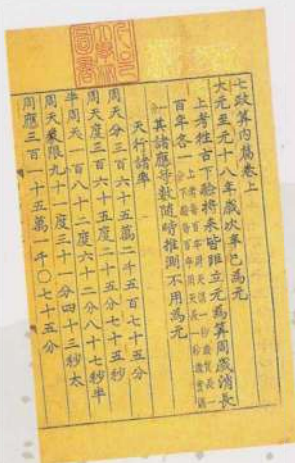 七政算內篇卷上
大元至元十八年歲次辛巳為元
上考往古下驗將來皆距立元為算周歲消長
百年各一
其諸應等數隨時推測不用為元
天行諸率
周天分三百六十五萬二千五百七十五分
周天度三百六十五度二十五分七十五秒
半周天一百八十二度六十二分八十七秒半
周天象限九十一度三十一分四十三秒太
周應三百一十五萬一千〇七十五分